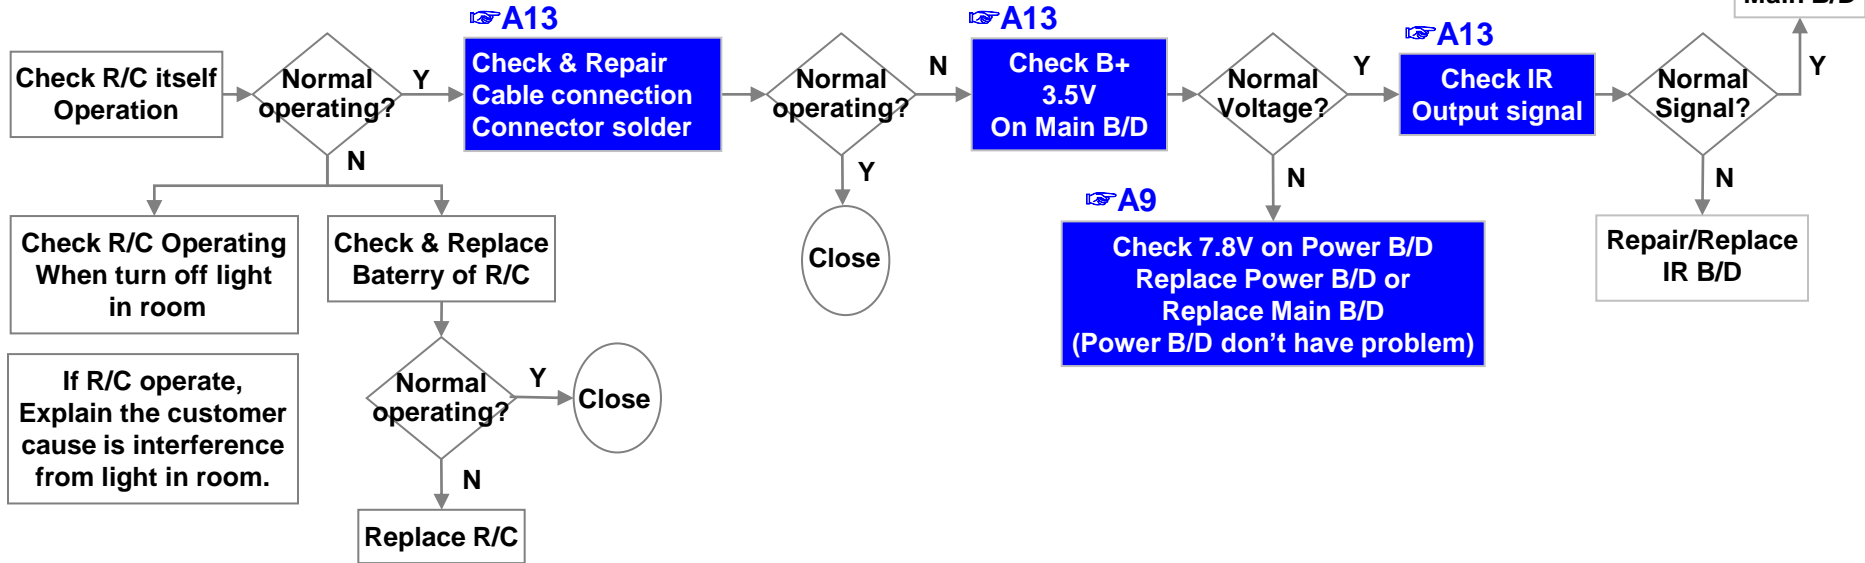 Main B/D
☞A13
☞A13
☞A13
Check R/C itself
Operation
Normal
operating?
Y
Check & Repair
Cable connection
Connector solder
Normal
operating?
N
Check B+
3.5V
On Main B/D
Normal
Voltage?
Y
Check IR
Output signal
Normal
Signal?
Y
N
Y
N
N
☞A9
Check R/C Operating
When turn off light
in room
Check & Replace
Baterry of R/C
Close
Check 7.8V on Power B/D
Replace Power B/D or
Replace Main B/D
(Power B/D don’t have problem)
Repair/Replace
IR B/D
If R/C operate,
Explain the customer
cause is interference
from light in room.
Normal
operating?
Y
Close
N
Replace R/C